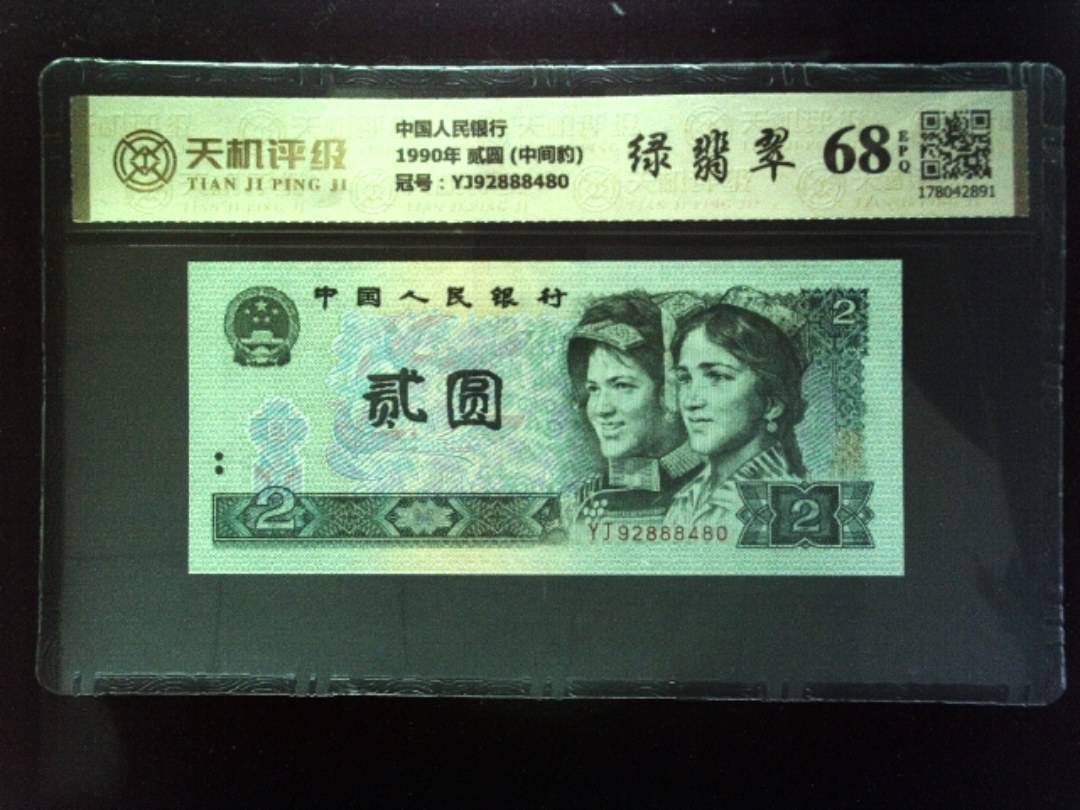 天机评级
TIAN JI PING JI
中国人民银行
1990年 贰圆 (中间豹)
冠号：YJ92888480
绿翡翠
68
EPQ
178042891
中国人民银行
2
贰圆
2
YJ92888480
2